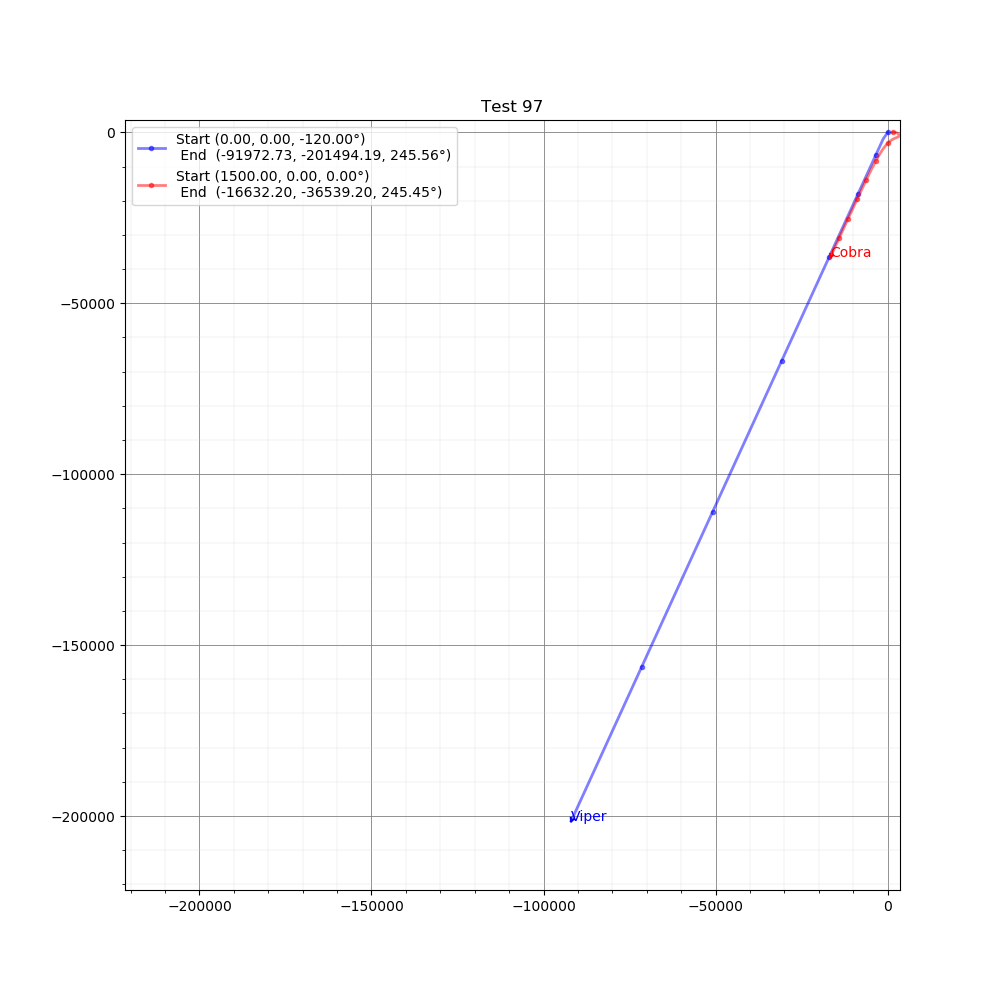 Test 97
Start (0.00, 0.00, -120.00°)
End (-91972.73, -201494.19, 245.56°)
Start (1500.00, 0.00, 0.00°)
End (-16632.20, -36539.20, 245.45°)
0
−50000
−100000
−150000
−200000
Cobra
Viper
−200000
−150000
−100000
−50000
0